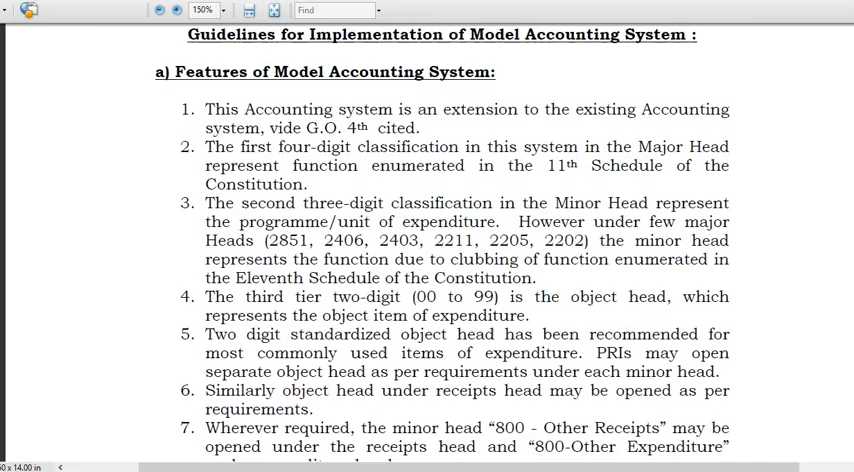 150%
Find
Guidelines for Implementation of Model Accounting System :
a) Features of Model Accounting System:
1. This Accounting system is an extension to the existing Accounting
system, vide G.O. 4th cited.
2. The first four-digit classification in this system in the Major Head
represent function enumerated in the 11th Schedule of the
Constitution.
3. The second three-digit classification in the Minor Head represent
the programme/unit of expenditure. However under few major
Heads (2851, 2406, 2403, 2211, 2205, 2202) the minor head
represents the function due to clubbing of function enumerated in
the Eleventh Schedule of the Constitution.
4. The third tier two-digit (00 to 99) is the object head, which
represents the object item of expenditure.
5. Two digit standardized object head has been recommended for
most commonly used items of expenditure. PRIs may open
separate object head as per requirements under each minor head.
6. Similarly object head under receipts head may be opened as per
requirements.
7. Wherever required, the minor head “800 - Other Receipts” may be
opened under the receipts head and “800-Other Expenditure”
0 x 14.00 in